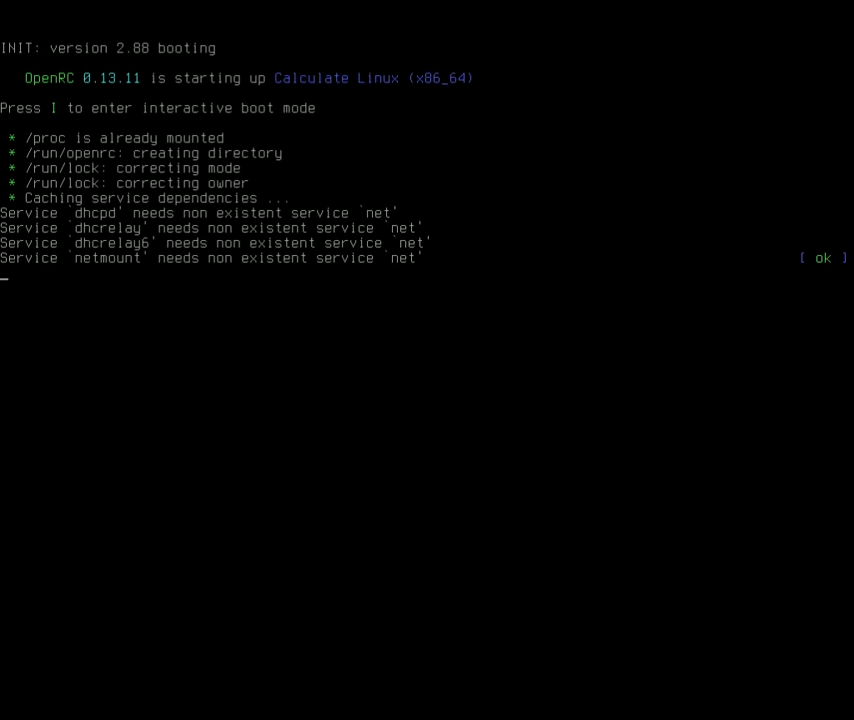 INIT: version 2.88 booting
OpenRC 0.13.11 is starting up Calculate Linux (x86_64)
Press I to enter interactive boot mode
* /proc is already mounted
* /run/openrc: creating directory
* /run/lock: correcting mode
* /run/lock: correcting owner
* Caching service dependencies ...
Service `dhcpd' needs non existent service `net'
Service `dhcrelay' needs non existent service `net'
Service `dhcrelay6' needs non existent service `net'
Service `netmount' needs non existent service `net' [ ok ]